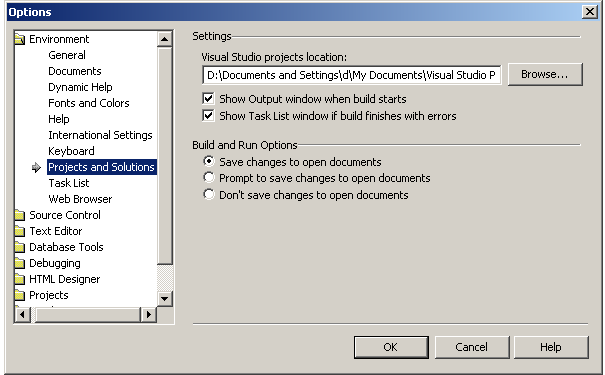 Options
Environment
General
Documents
Dynamic Help
Fonts and Colors
Help
International Settings
Keyboard
Projects and Solutions
Task List
Web Browser
Source Control
Text Editor
Database Tools
Debugging
HTML Designer
Projects
Settings
Visual Studio projects location:
D:\Documents and Settings\d\My Documents\Visual Studio P
Browse...
Show Output window when build starts
Show Task List window if build finishes with errors
Build and Run Options
Save changes to open documents
Prompt to save changes to open documents
Don't save changes to open documents
OK Cancel Help